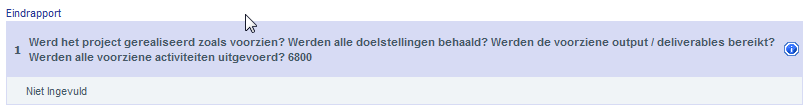 Eindrapport
1 Werd het project gerealiseerd zoals voorzien? Werden alle doelstellingen behaald? Werden de voorziene output / deliverables bereikt?
Werden alle voorziene activiteiten uitgevoerd? 6800
Niet Ingevuld